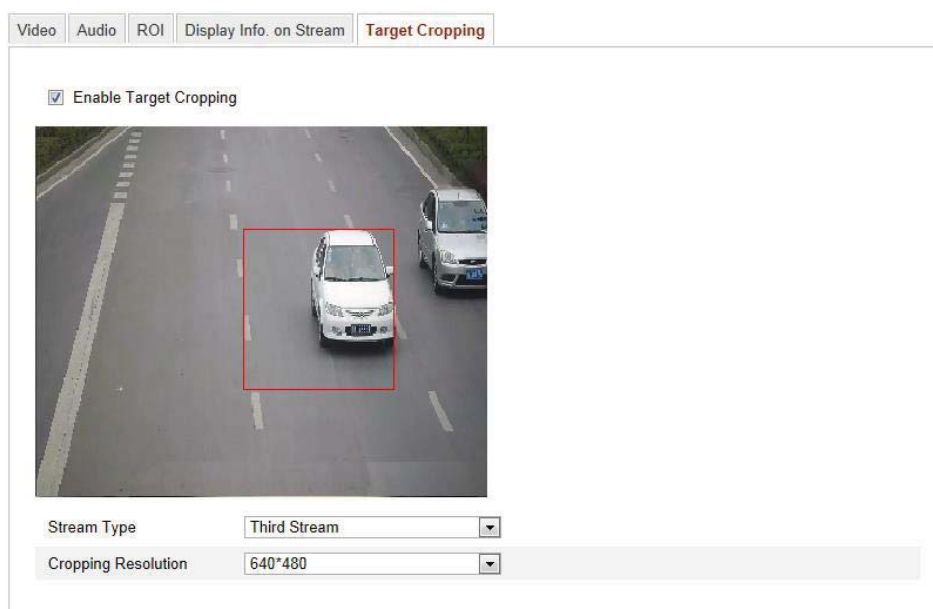 Video Audio ROI Display Info. on Stream Target Cropping
Enable Target Cropping
Stream Type Third Stream
Cropping Resolution 640*480